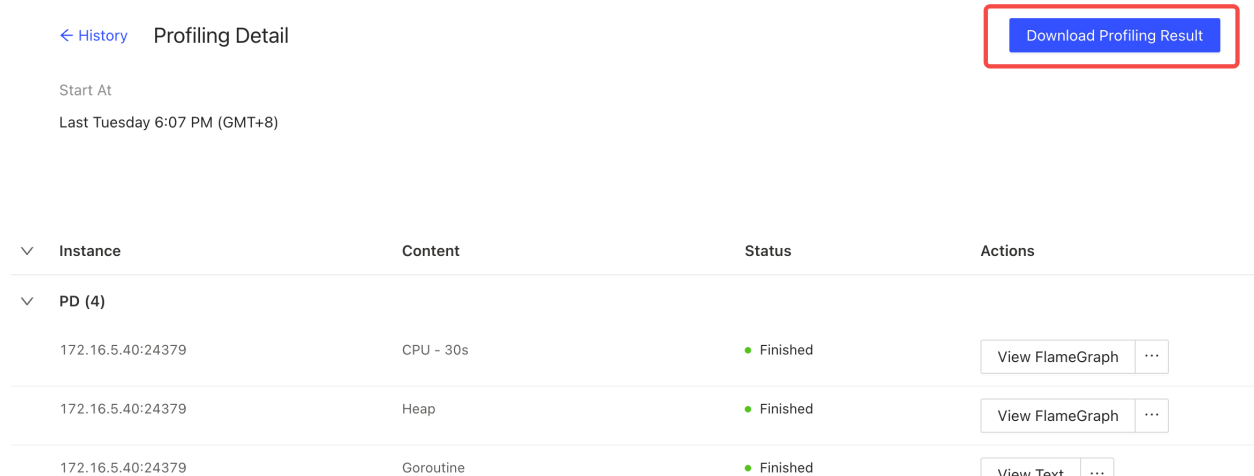 ← History Profiling Detail Download Profiling Result
Start At
Last Tuesday 6:07 PM (GMT+8)
Instance Content Status Actions
PD (4)
172.16.5.40:24379 CPU - 30s Finished View FlameGraph ···
172.16.5.40:24379 Heap Finished View FlameGraph ···
172.16.5.40:24379 Goroutine Finished View Text ···